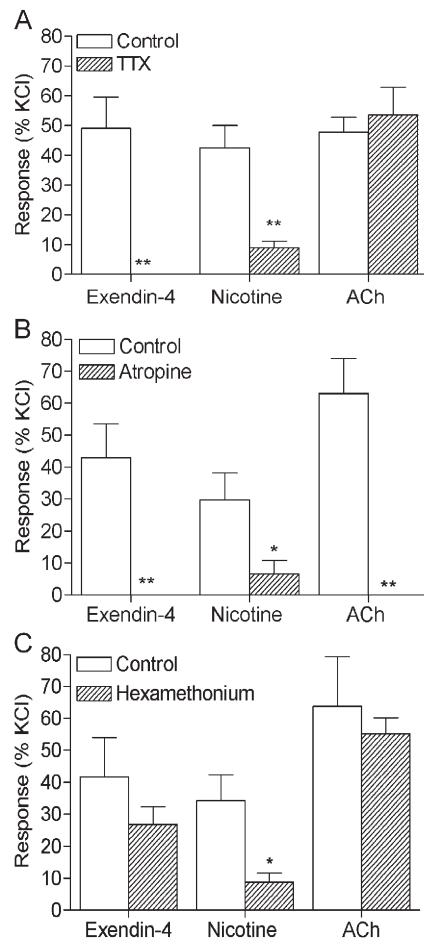 A
Control
TTX
Response (% KCl)
80
70
60
50
40
30
20
10
0
**
**
Exendin-4 Nicotine ACh
B
Control
Atropine
Response (% KCl)
80
70
60
50
40
30
20
10
0
**
*
**
Exendin-4 Nicotine ACh
C
Control
Hexamethonium
Response (% KCl)
80
70
60
50
40
30
20
10
0
*
Exendin-4 Nicotine ACh